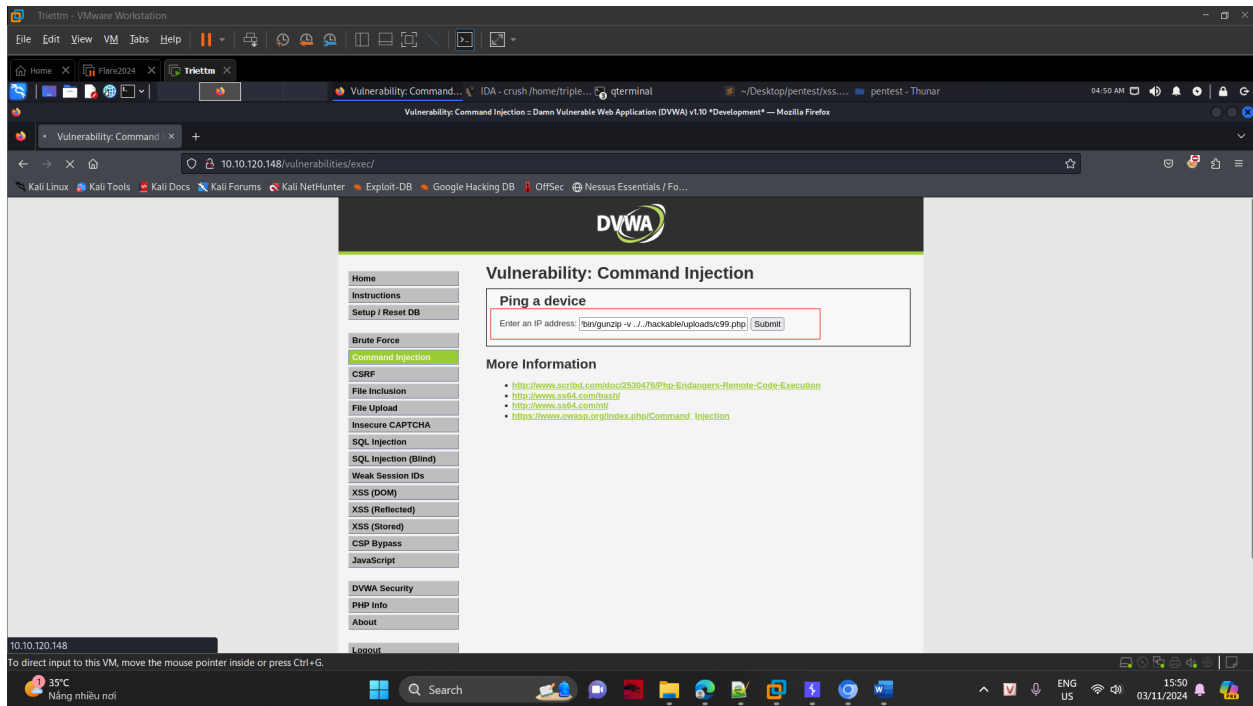 Triettm - VMware Workstation
File Edit View VM Tabs Help
Home Flare2024 Triettm
Vulnerability: Command... IDA - crush /home/triple... qterminal ~/Desktop/pentest/xss.... pentest - Thunar 04:50 AM
Vulnerability: Command Injection :: Damn Vulnerable Web Application (DVWA) v1.10 *Development* — Mozilla Firefox
Vulnerability: Command I
10.10.120.148/vulnerabilities/exec/
Kali Linux Kali Tools Kali Docs Kali Forums Kali NetHunter Exploit-DB Google Hacking DB OffSec Nessus Essentials / Fo...
DVWA
Home
Instructions
Setup / Reset DB
Brute Force
Command Injection
CSRF
File Inclusion
File Upload
Insecure CAPTCHA
SQL Injection
SQL Injection (Blind)
Weak Session IDs
XSS (DOM)
XSS (Reflected)
XSS (Stored)
CSP Bypass
JavaScript
DVWA Security
PHP Info
About
Logout
Vulnerability: Command Injection
Ping a device
Enter an IP address: /bin/gunzip -v ../../hackable/uploads/c99.php Submit
More Information
http://www.scribd.com/doc/2530476/Php-Endangers-Remote-Code-Execution
http://www.ss64.com/bash/
http://www.ss64.com/nt/
https://www.owasp.org/index.php/Command_Injection
10.10.120.148
To direct input to this VM, move the mouse pointer inside or press Ctrl+G.
1
35°C
Nắng nhiều nơi
Search
V
ENG
US
15:50
03/11/2024